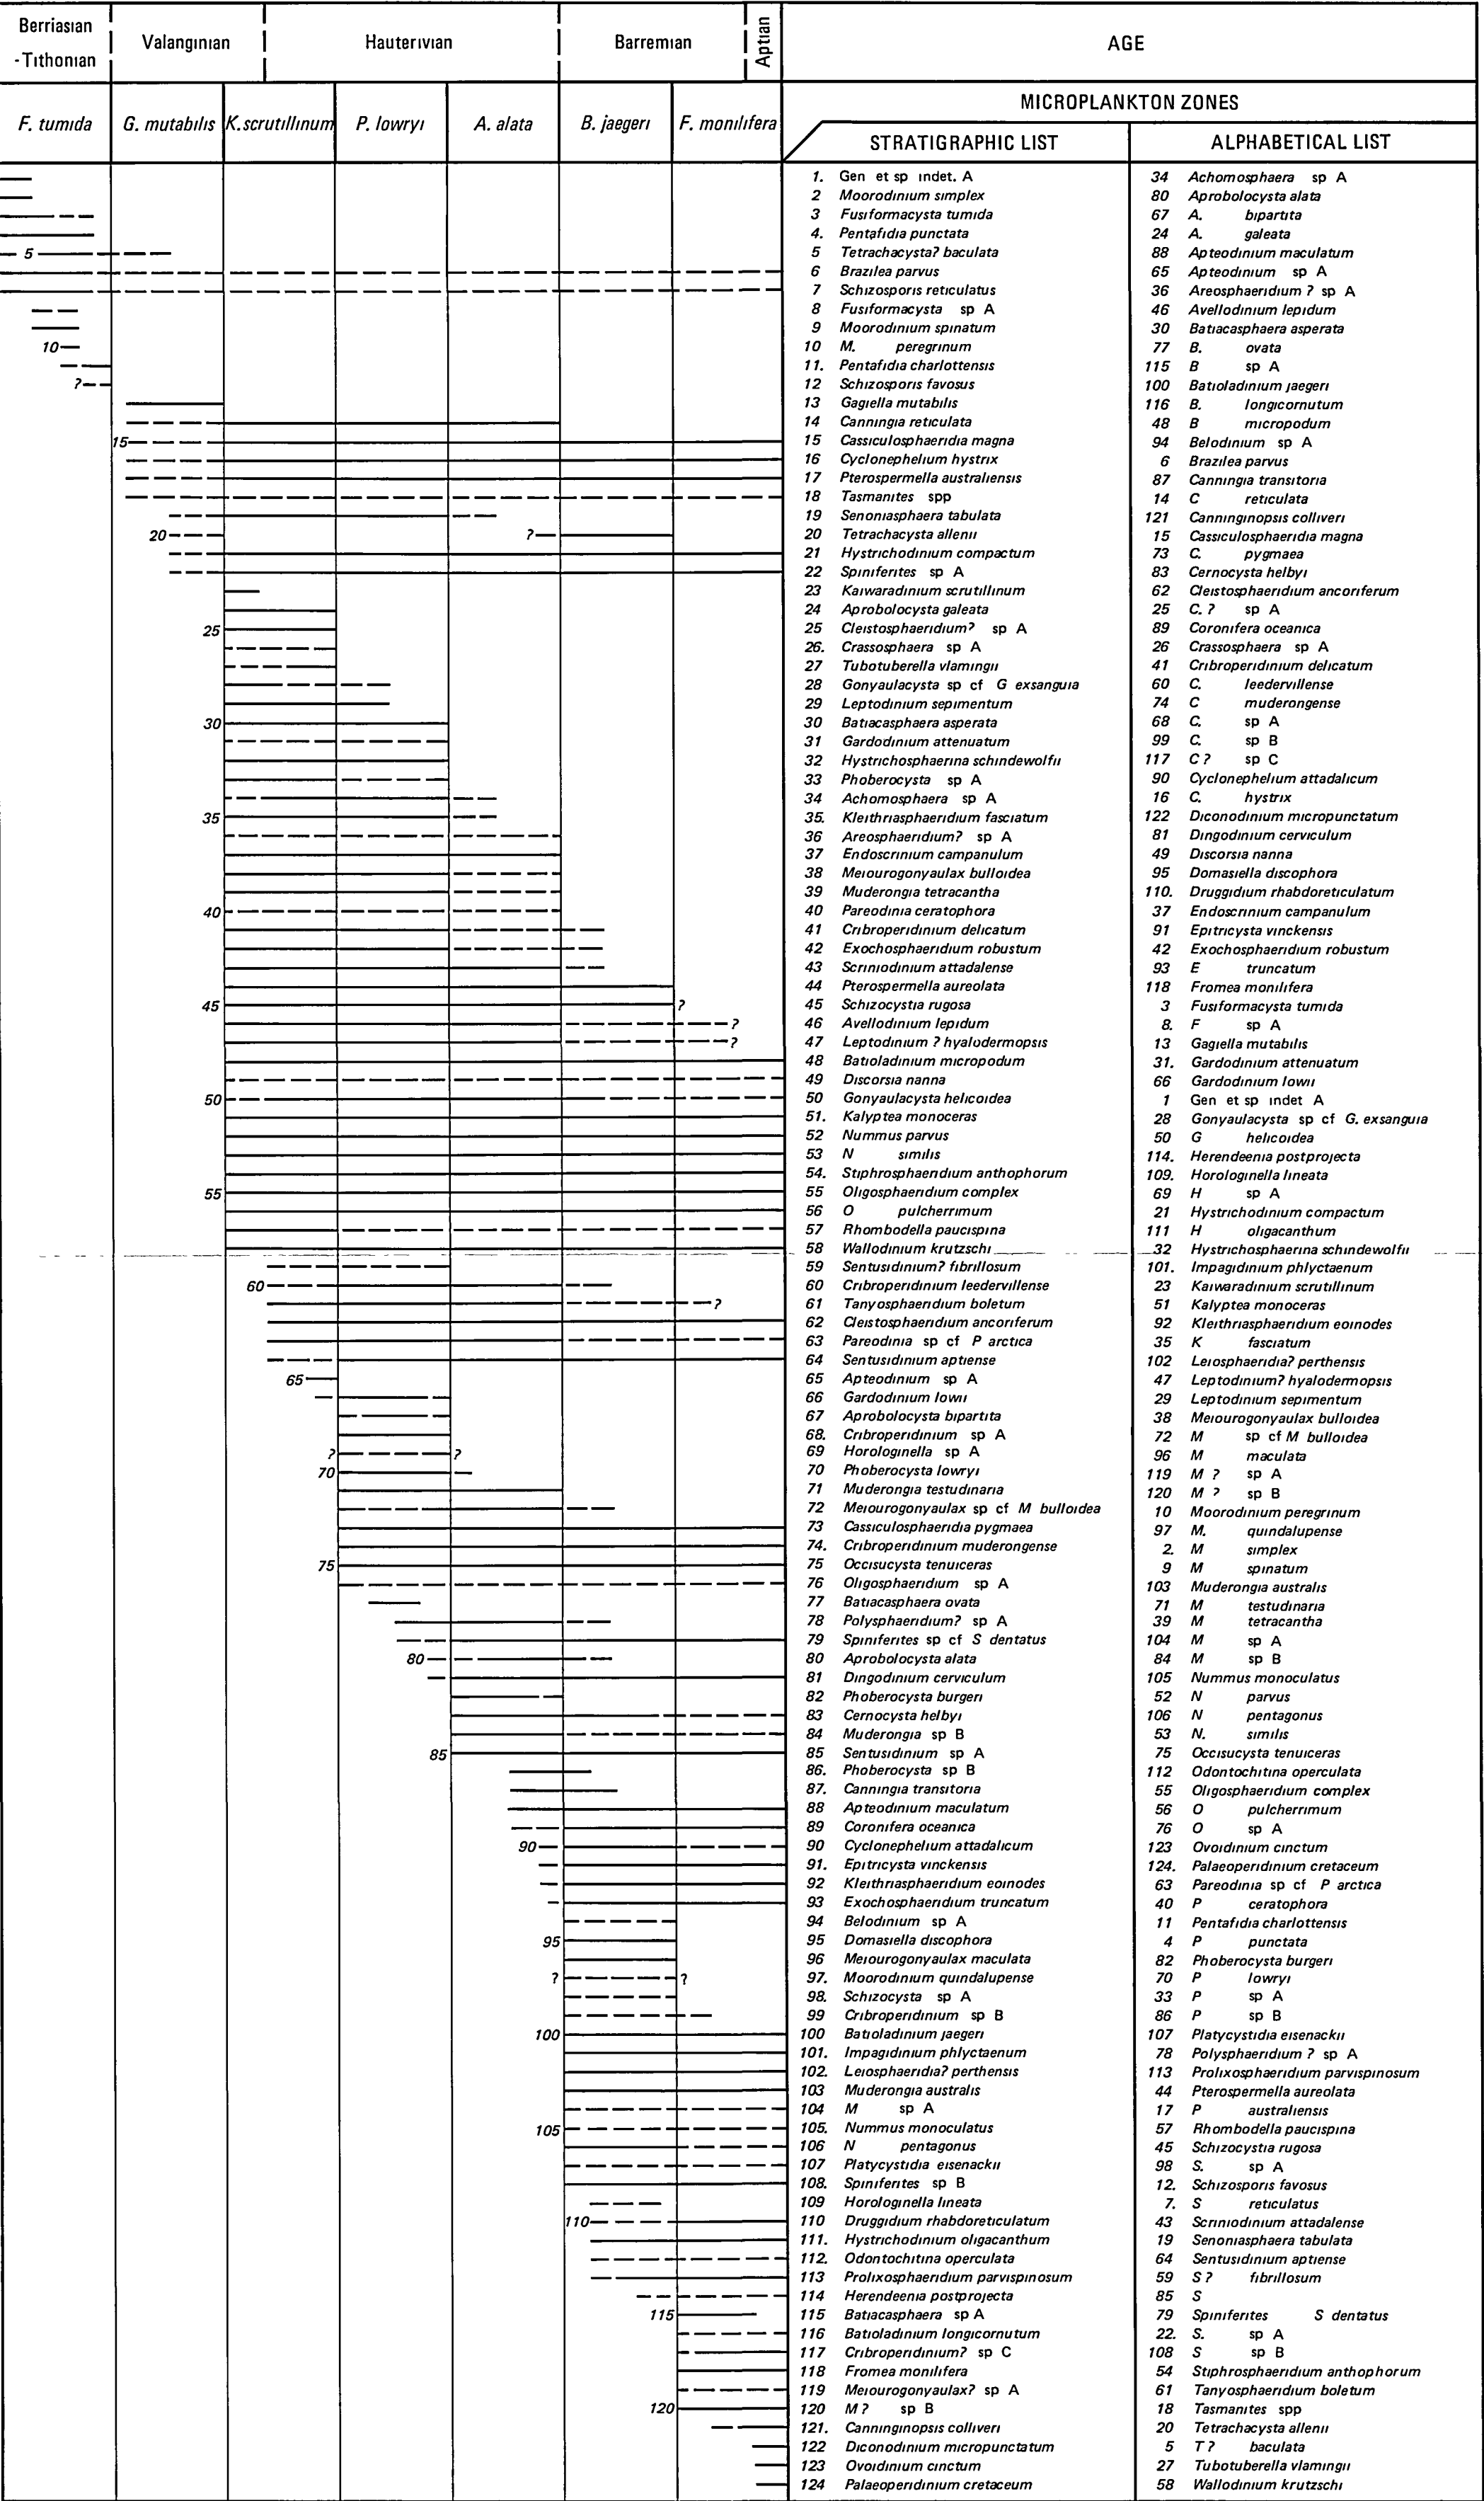 Berriasian
-Tithonian
Valanginian
Hauterivian
Barremian
Aptian
AGE
MICROPLANKTON ZONES
F. tumida
G. mutabilis
K. scrutillinum
P. lowryi
A. alata
B. jaegeri
F. monilifera
STRATIGRAPHIC LIST
ALPHABETICAL LIST
1. Gen et sp indet. A
2 Moorodinium simplex
3 Fusiformacysta tumida
4. Pentafidia punctata
5 Tetrachacysta? baculata
6 Brazilea parvus
7 Schizosporis reticulatus
8 Fusiformacysta sp A
9 Moorodinium spinatum
10 M. peregrinum
11. Pentafidia charlottensis
12 Schizosporis favosus
13 Gagiella mutabilis
14 Canningia reticulata
15 Cassiculosphaeridia magna
16 Cyclonephelium hystrix
17 Pterospermella australiensis
18 Tasmanites spp
19 Senoniasphaera tabulata
20 Tetrachacysta allenii
21 Hystrichodinium compactum
22 Spiniferites sp A
23 Kaiwaradinium scrutillinum
24 Aprobolocysta galeata
25 Cleistosphaeridium? sp A
26. Crassosphaera sp A
27 Tubotuberella vlamingii
28 Gonyaulacysta sp cf G exsanguia
29 Leptodinium sepimentum
30 Batiacasphaera asperata
31 Gardodinium attenuatum
32 Hystrichosphaerina schindewolfii
33 Phoberocysta sp A
34 Achomosphaera sp A
35. Kleithriasphaeridium fasciatum
36 Areosphaeridium? sp A
37 Endoscrinium campanulum
38 Meiourogonyaulax bulloidea
39 Muderongia tetracantha
40 Pareodinia ceratophora
41 Cribroperidinium delicatum
42 Exochosphaeridium robustum
43 Scriniodinium attadalense
44 Pterospermella aureolata
45 Schizocystia rugosa
46 Avellodinium lepidum
47 Leptodinium ? hyalodermopsis
48 Batioladinium micropodum
49 Discorsia nanna
50 Gonyaulacysta helicoidea
51. Kalyptea monoceras
52 Nummus parvus
53 N similis
54. Stiphrosphaeridium anthophorum
55 Oligosphaeridium complex
56 O pulcherrimum
57 Rhombodella paucispina
58 Wallodinium krutzschi
59 Sentusidinium? fibrillosum
60 Cribroperidinium leedervillense
61 Tanyosphaeridium boletum
62 Cleistosphaeridium ancoriferum
63 Pareodinia sp cf P arctica
64 Sentusidinium aptiense
65 Apteodinium sp A
66 Gardodinium lowii
67 Aprobolocysta bipartita
68. Cribroperidinium sp A
69 Horologinella sp A
70 Phoberocysta lowryi
71 Muderongia testudinaria
72 Meiourogonyaulax sp cf M bulloidea
73 Cassiculosphaeridia pygmaea
74. Cribroperidinium muderongense
75 Occisucysta tenuiceras
76 Oligosphaeridium sp A
77 Batiacasphaera ovata
78 Polysphaeridium? sp A
79 Spiniferites sp cf S dentatus
80 Aprobolocysta alata
81 Dingodinium cerviculum
82 Phoberocysta burgeri
83 Cernocysta helbyi
84 Muderongia sp B
85 Sentusidinium sp A
86. Phoberocysta sp B
87. Canningia transitoria
88 Apteodinium maculatum
89 Coronifera oceanica
90 Cyclonephelium attadalicum
91. Epitricysta vinckensis
92 Kleithriasphaeridium eoinodes
93 Exochosphaeridium truncatum
94 Belodinium sp A
95 Domasiella discophora
96 Meiourogonyaulax maculata
97. Moorodinium quindalupense
98. Schizocysta sp A
99 Cribroperidinium sp B
100 Batioladinium jaegeri
101. Impagidinium phlyctaenum
102. Leiosphaeridia? perthensis
103 Muderongia australis
104 M sp A
105. Nummus monoculatus
106 N pentagonus
107 Platycystidia eisenackii
108. Spiniferites sp B
109 Horologinella lineata
110 Druggidium rhabdoreticulatum
111. Hystrichodinium oligacanthum
112. Odontochitina operculata
113 Prolixosphaeridium parvispinosum
114 Herendeenia postprojecta
115 Batiacasphaera sp A
116 Batioladinium longicornutum
117 Cribroperidinium? sp C
118 Fromea monilifera
119 Meiourogonyaulax? sp A
120 M? sp B
121. Canninginopsis colliveri
122 Diconodinium micropunctatum
123 Ovoidinium cinctum
124 Palaeoperidinium cretaceum
34 Achomosphaera sp A
80 Aprobolocysta alata
67 A. bipartita
24 A. galeata
88 Apteodinium maculatum
65 Apteodinium sp A
36 Areosphaeridium ? sp A
46 Avellodinium lepidum
30 Batiacasphaera asperata
77 B. ovata
115 B sp A
100 Batioladinium jaegeri
116 B. longicornutum
48 B micropodum
94 Belodinium sp A
6 Brazilea parvus
87 Canningia transitoria
14 C reticulata
121 Canninginopsis colliveri
15 Cassiculosphaeridia magna
73 C. pygmaea
83 Cernocysta helbyi
62 Cleistosphaeridium ancoriferum
25 C. ? sp A
89 Coronifera oceanica
26 Crassosphaera sp A
41 Cribroperidinium delicatum
60 C. leedervillense
74 C muderongense
68 C. sp A
99 C. sp B
117 C ? sp C
90 Cyclonephelium attadalicum
16 C. hystrix
122 Diconodinium micropunctatum
81 Dingodinium cerviculum
49 Discorsia nanna
95 Domasiella discophora
110. Druggidium rhabdoreticulatum
37 Endoscrinium campanulum
91 Epitricysta vinckensis
42 Exochosphaeridium robustum
93 E truncatum
118 Fromea monilifera
3 Fusiformacysta tumida
8. F sp A
13 Gagiella mutabilis
31. Gardodinium attenuatum
66 Gardodinium lowii
1 Gen et sp indet A
28 Gonyaulacysta sp cf G. exsanguia
50 G helicoidea
114. Herendeenia postprojecta
109. Horologinella lineata
69 H sp A
21 Hystrichodinium compactum
111 H oligacanthum
32 Hystrichosphaerina schindewolfii
101. Impagidinium phlyctaenum
23 Kaiwaradinium scrutillinum
51 Kalyptea monoceras
92 Kleithriasphaeridium eoinodes
35 K fasciatum
102 Leiosphaeridia? perthensis
47 Leptodinium? hyalodermopsis
29 Leptodinium sepimentum
38 Meiourogonyaulax bulloidea
72 M sp cf M bulloidea
96 M maculata
119 M ? sp A
120 M ? sp B
10 Moorodinium peregrinum
97 M. quindalupense
2. M simplex
9 M spinatum
103 Muderongia australis
71 M testudinaria
39 M tetracantha
104 M sp A
84 M sp B
105 Nummus monoculatus
52 N parvus
106 N pentagonus
53 N. similis
75 Occisucysta tenuiceras
112 Odontochitina operculata
55 Oligosphaeridium complex
56 O pulcherrimum
76 O sp A
123 Ovoidinium cinctum
124. Palaeoperidinium cretaceum
63 Pareodinia sp cf P arctica
40 P ceratophora
11 Pentafidia charlottensis
4 P punctata
82 Phoberocysta burgeri
70 P lowryi
33 P sp A
86 P sp B
107 Platycystidia eisenackii
78 Polysphaeridium ? sp A
113 Prolixosphaeridium parvispinosum
44 Pterospermella aureolata
17 P australiensis
57 Rhombodella paucispina
45 Schizocystia rugosa
98 S. sp A
12. Schizosporis favosus
7. S reticulatus
43 Scriniodinium attadalense
19 Senoniasphaera tabulata
64 Sentusidinium aptiense
59 S ? fibrillosum
85 S
79 Spiniferites S dentatus
22. S. sp A
108 S sp B
54 Stiphrosphaeridium anthophorum
61 Tanyosphaeridium boletum
18 Tasmanites spp
20 Tetrachacysta allenii
5 T ? baculata
27 Tubotuberella vlamingii
58 Wallodinium krutzschi
5
10
?
15
20
?
25
30
35
40
45
?
?
?
50
55
60
?
65
?
?
70
75
80
85
90
95
?
?
100
105
110
115
120